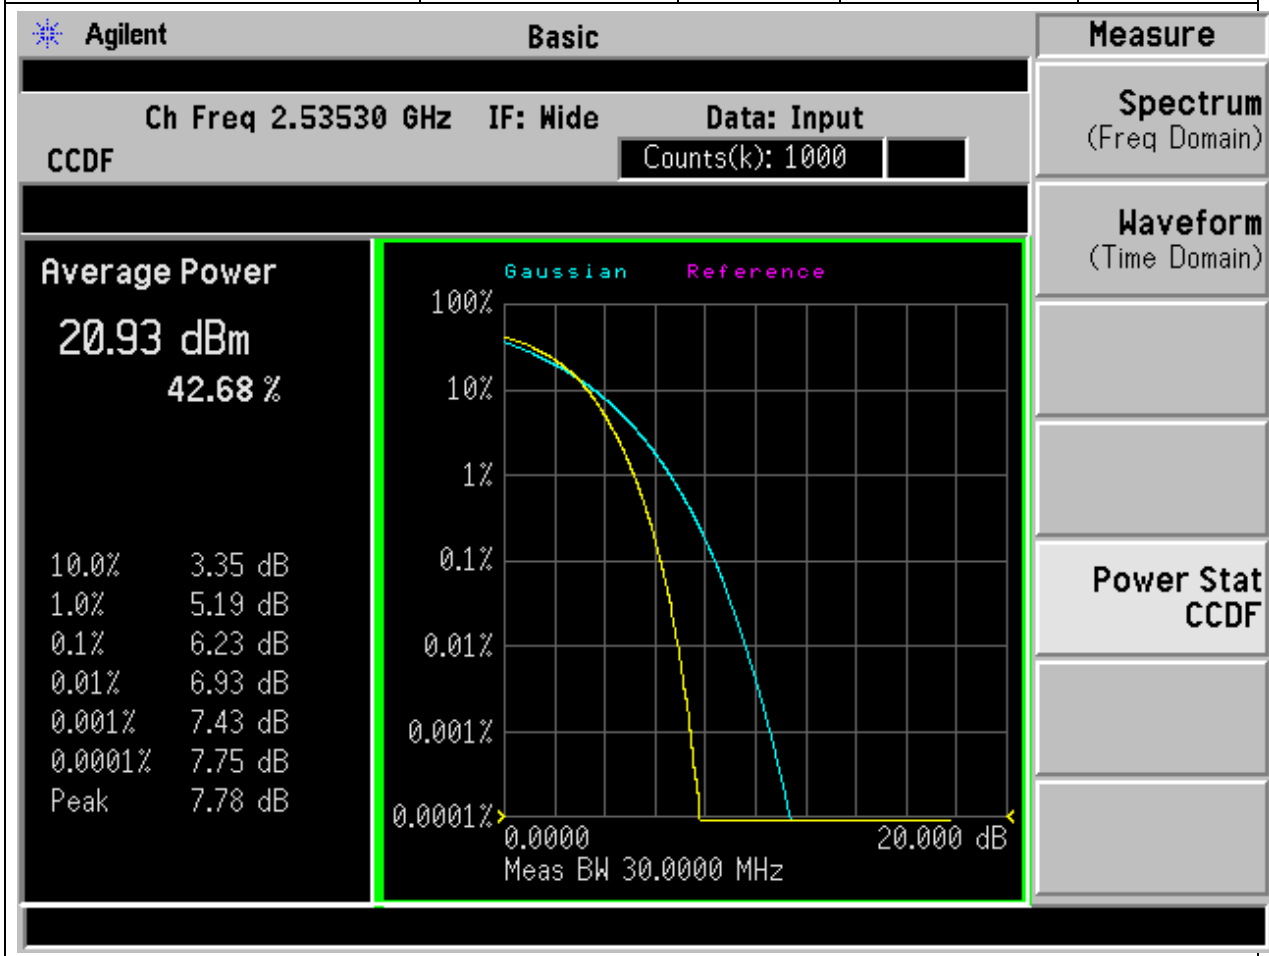 Agilent Basic Measure
Ch Freq 2.53530 GHz IF: Wide Data: Input
CCDF Counts(k): 1000
Spectrum
(Freq Domain)
Waveform
(Time Domain)
Power Stat
CCDF
Average Power
20.93 dBm
42.68 %
10.0% 3.35 dB
1.0% 5.19 dB
0.1% 6.23 dB
0.01% 6.93 dB
0.001% 7.43 dB
0.0001% 7.75 dB
Peak 7.78 dB
Gaussian Reference
100%
10%
1%
0.1%
0.01%
0.001%
0.0001%
0.0000 20.000 dB
Meas BW 30.0000 MHz